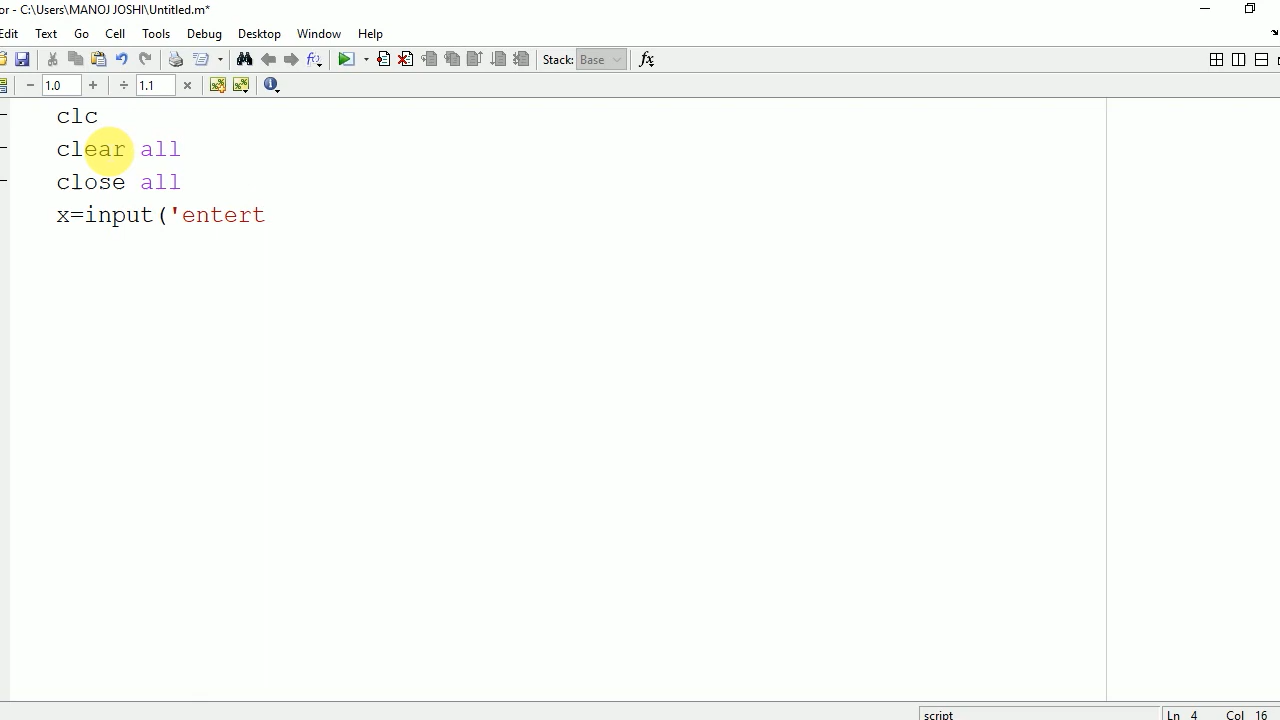 or - C:\Users\MANOJ JOSHI\Untitled.m*
Edit Text Go Cell Tools Debug Desktop Window Help
Stack: Base fx
− 1.0 + ÷ 1.1 ×
clc
clear all
close all
x=input('entert
script Ln 4 Col 16